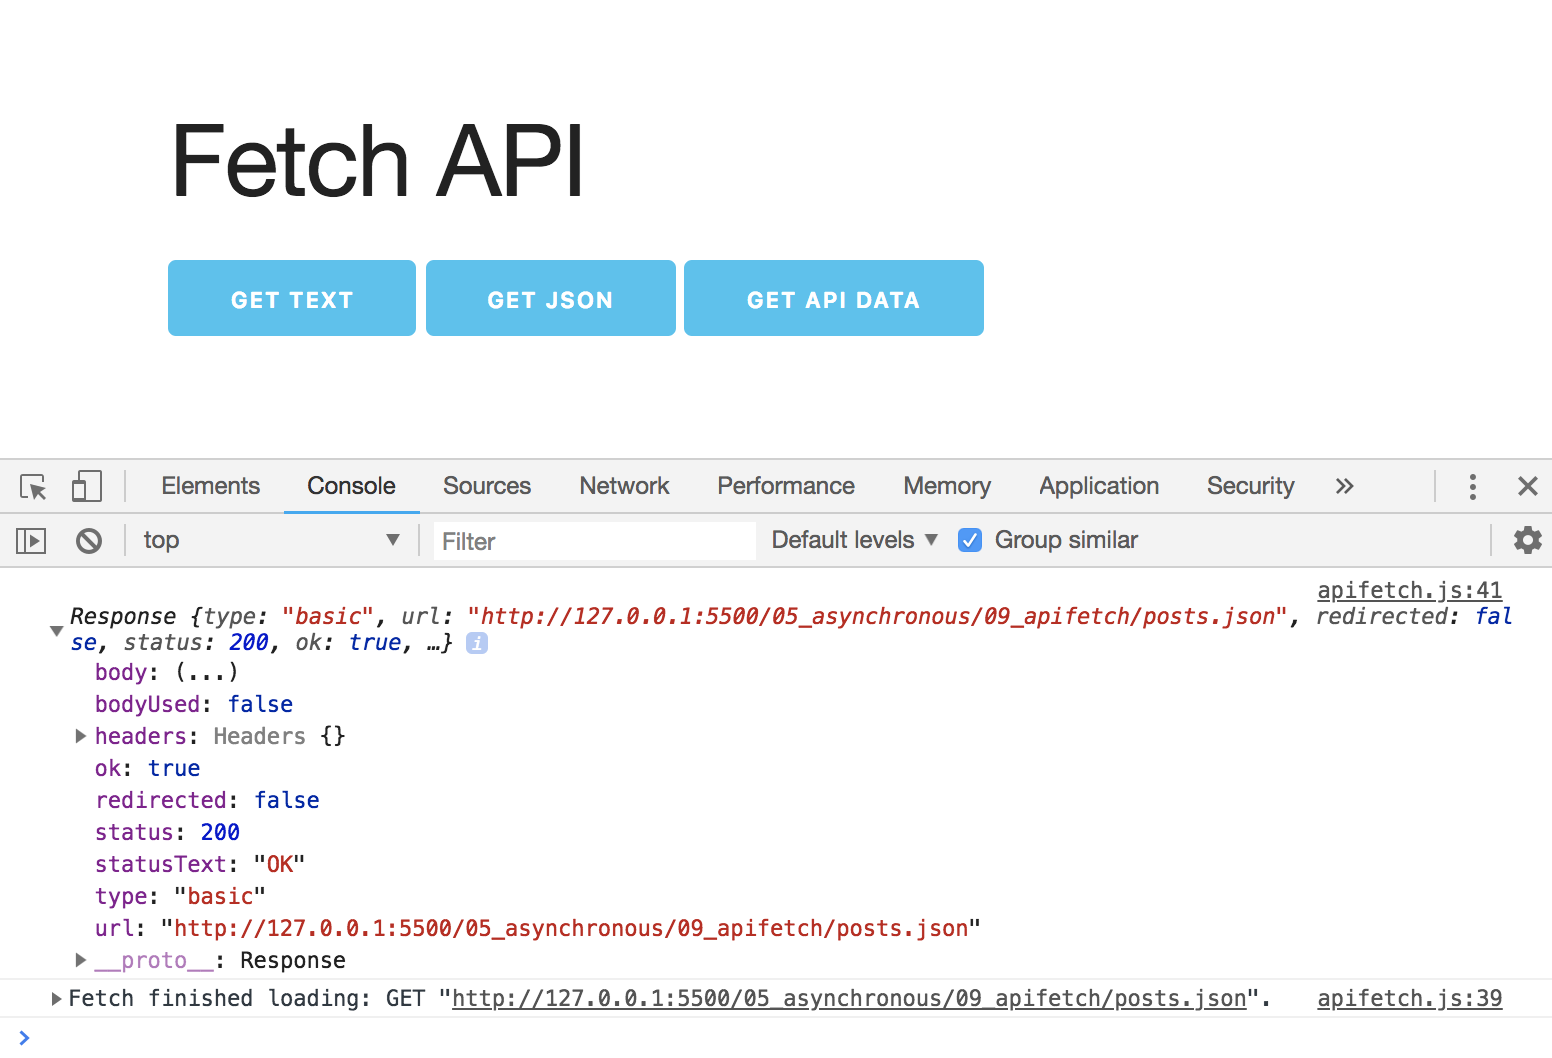 Fetch API
GET TEXT GET JSON GET API DATA
Elements Console Sources Network Performance Memory Application Security »
top Filter Default levels Group similar
apifetch.js:41
Response {type: "basic", url: "http://127.0.0.1:5500/05_asynchronous/09_apifetch/posts.json", redirected: fal
se, status: 200, ok: true, …} i
body: (...)
bodyUsed: false
headers: Headers {}
ok: true
redirected: false
status: 200
statusText: "OK"
type: "basic"
url: "http://127.0.0.1:5500/05_asynchronous/09_apifetch/posts.json"
__proto__: Response
Fetch finished loading: GET "http://127.0.0.1:5500/05_asynchronous/09_apifetch/posts.json". apifetch.js:39